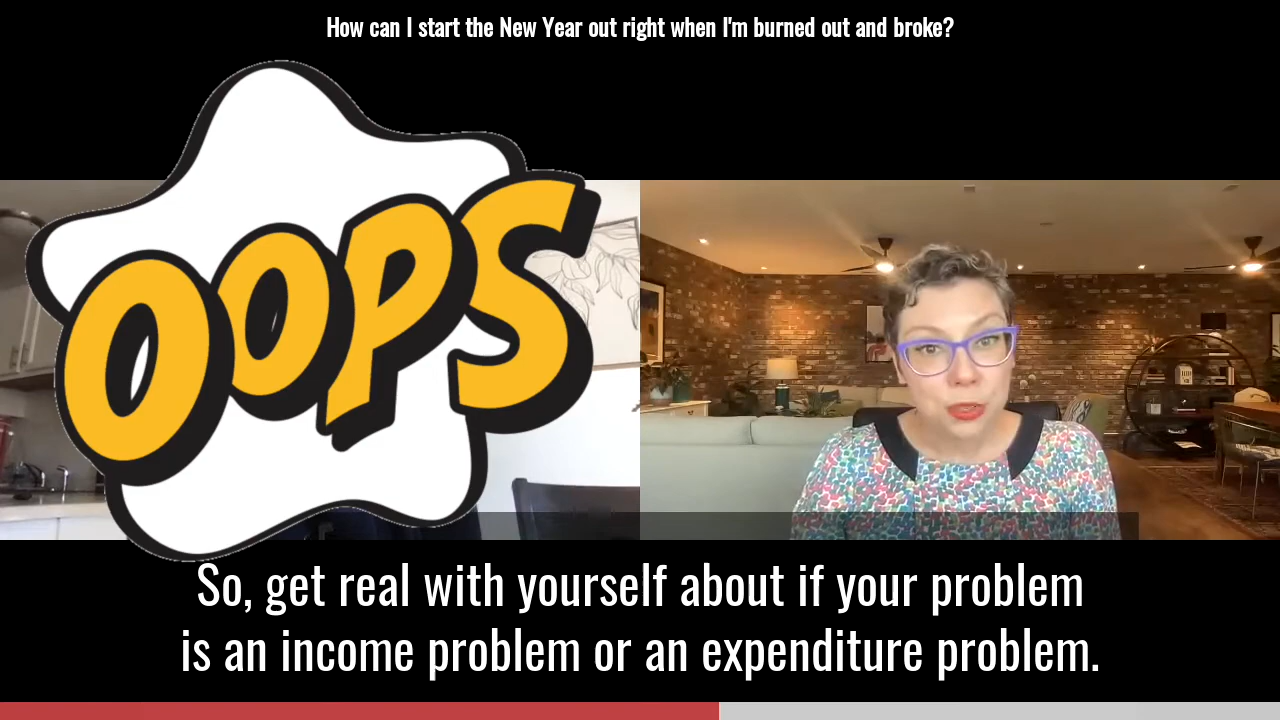 How can I start the New Year out right when I'm burned out and broke?
OOPS
So, get real with yourself about if your problem
is an income problem or an expenditure problem.